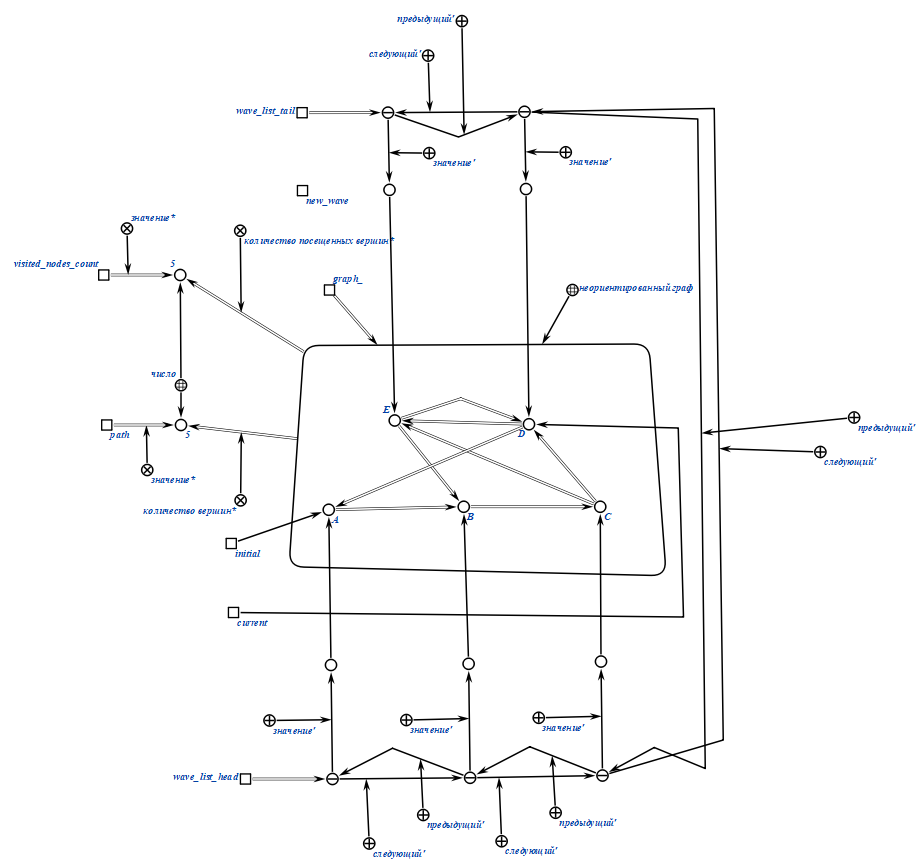 предыдущий'
следующий'
wave_list_tail
значение'
значение'
new_wave
значение*
количество посещенных вершин*
visited_nodes_count
5
graph_
неориентированный граф
число
E
D
path
5
предыдущий'
следующий'
значение*
количество вершин*
A
B
C
initial
current
значение'
значение'
значение'
wave_list_head
предыдущий'
предыдущий'
следующий'
следующий'